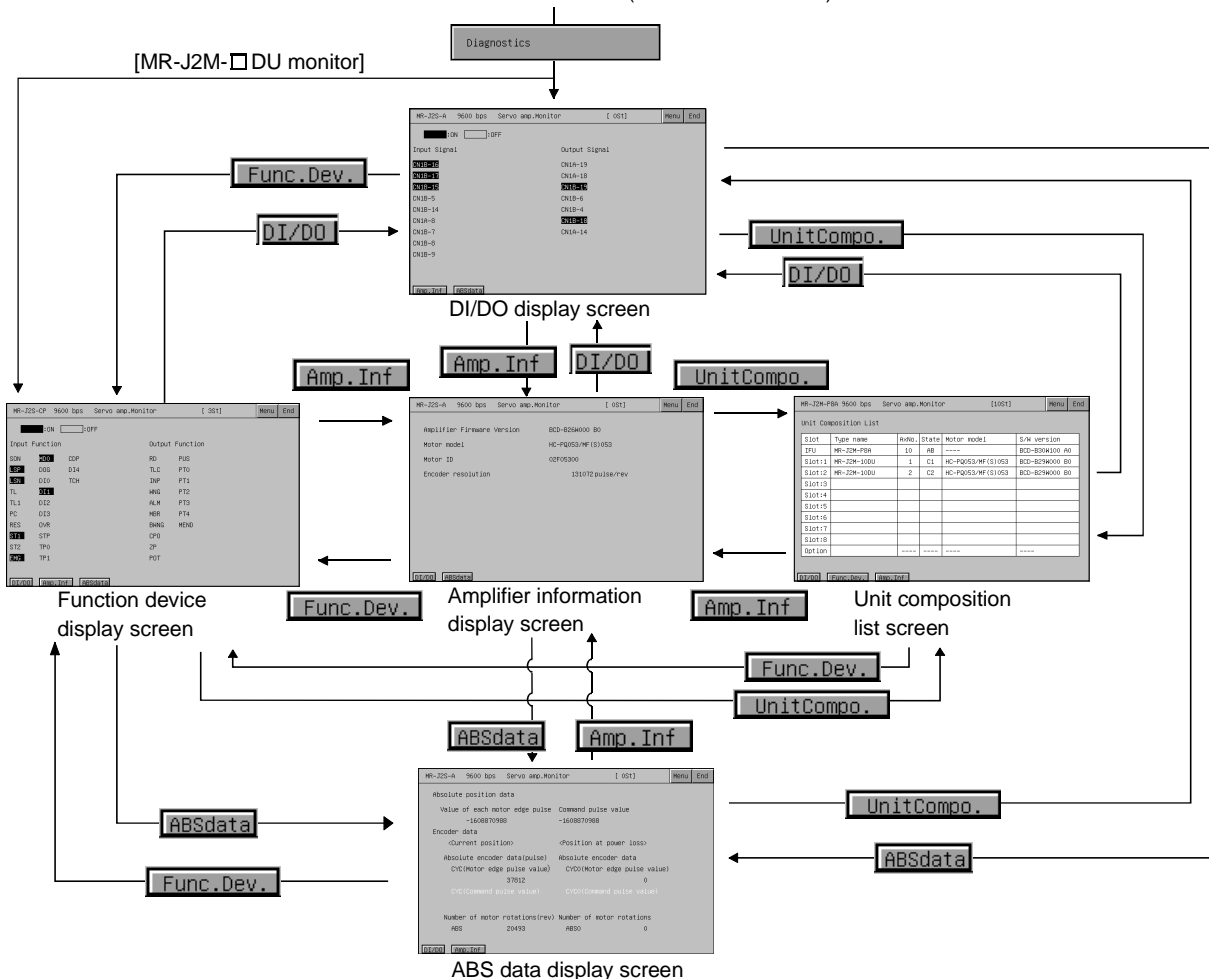 Diagnostics
[MR-J2M-□DU monitor]
MR-J2S-A 9600 bps Servo amp.Monitor [ 0St] Menu End
:ON :OFF
Input Signal Output Signal
CN1B-16 CN1A-19
CN1B-17 CN1A-18
CN1B-15 CN1B-19
CN1B-5 CN1B-6
CN1B-14 CN1B-4
CN1A-8 CN1B-18
CN1B-7 CN1A-14
CN1B-8
CN1B-9
Amp.Inf ABSdata
DI/DO display screen
Func.Dev.
DI/DO
UnitCompo.
DI/DO
Amp.Inf
Amp.Inf
DI/DO
UnitCompo.
MR-J2S-CP 9600 bps Servo amp.Monitor [ 3St] Menu End
:ON :OFF
Input Function Output Function
SON MD0 CDP RD PUS
LSP DOG DI4 TLC PT0
LSN DI0 TCH INP PT1
TL DI1 WNG PT2
TL1 DI2 ALM PT3
PC DI3 MBR PT4
RES OVR BWNG MEND
ST1 STP CPO
ST2 TP0 ZP
EMG TP1 POT
DI/DO Amp.Inf ABSdata
Function device
display screen
MR-J2S-A 9600 bps Servo amp.Monitor [ 0St] Menu End
Amplifier Firmware Version BCD-B26W000 B0
Motor model HC-PQ053/MF(S)053
Motor ID 02F05300
Encoder resolution 131072pulse/rev
DI/DO ABSdata
Amplifier information
display screen
MR-J2M-P8A 9600 bps Servo amp.Monitor [10St] Menu End
Unit Composition List
Slot Type name AxNo. State Motor model S/W version
IFU MR-J2M-P8A 10 AB ---- BCD-B30W100 A0
Slot:1 MR-J2M-10DU 1 C1 HC-PQ053/MF(S)053 BCD-B29W000 B0
Slot:2 MR-J2M-10DU 2 C2 HC-PQ053/MF(S)053 BCD-B29W000 B0
Slot:3
Slot:4
Slot:5
Slot:6
Slot:7
Slot:8
Option ---- ---- ---- ----
DI/DO Func.Dev. Amp.Inf
Unit composition
list screen
Func.Dev.
Amp.Inf
Func.Dev.
UnitCompo.
ABSdata
Amp.Inf
MR-J2S-A 9600 bps Servo amp.Monitor [ 0St] Menu End
Absolute position data
Value of each motor edge pulse Command pulse value
-1608870988 -1608870988
Encoder data
<Current position> <Position at power loss>
Absolute encoder data(pulse) Absolute encoder data
CYC(Motor edge pulse value) CYC0(Motor edge pulse value)
37812 0
CYC(Command pulse value) CYC0(Command pulse value)
Number of motor rotations(rev) Number of motor rotations
ABS 20493 ABS0 0
DI/DO Amp.Inf
ABS data display screen
ABSdata
Func.Dev.
UnitCompo.
ABSdata